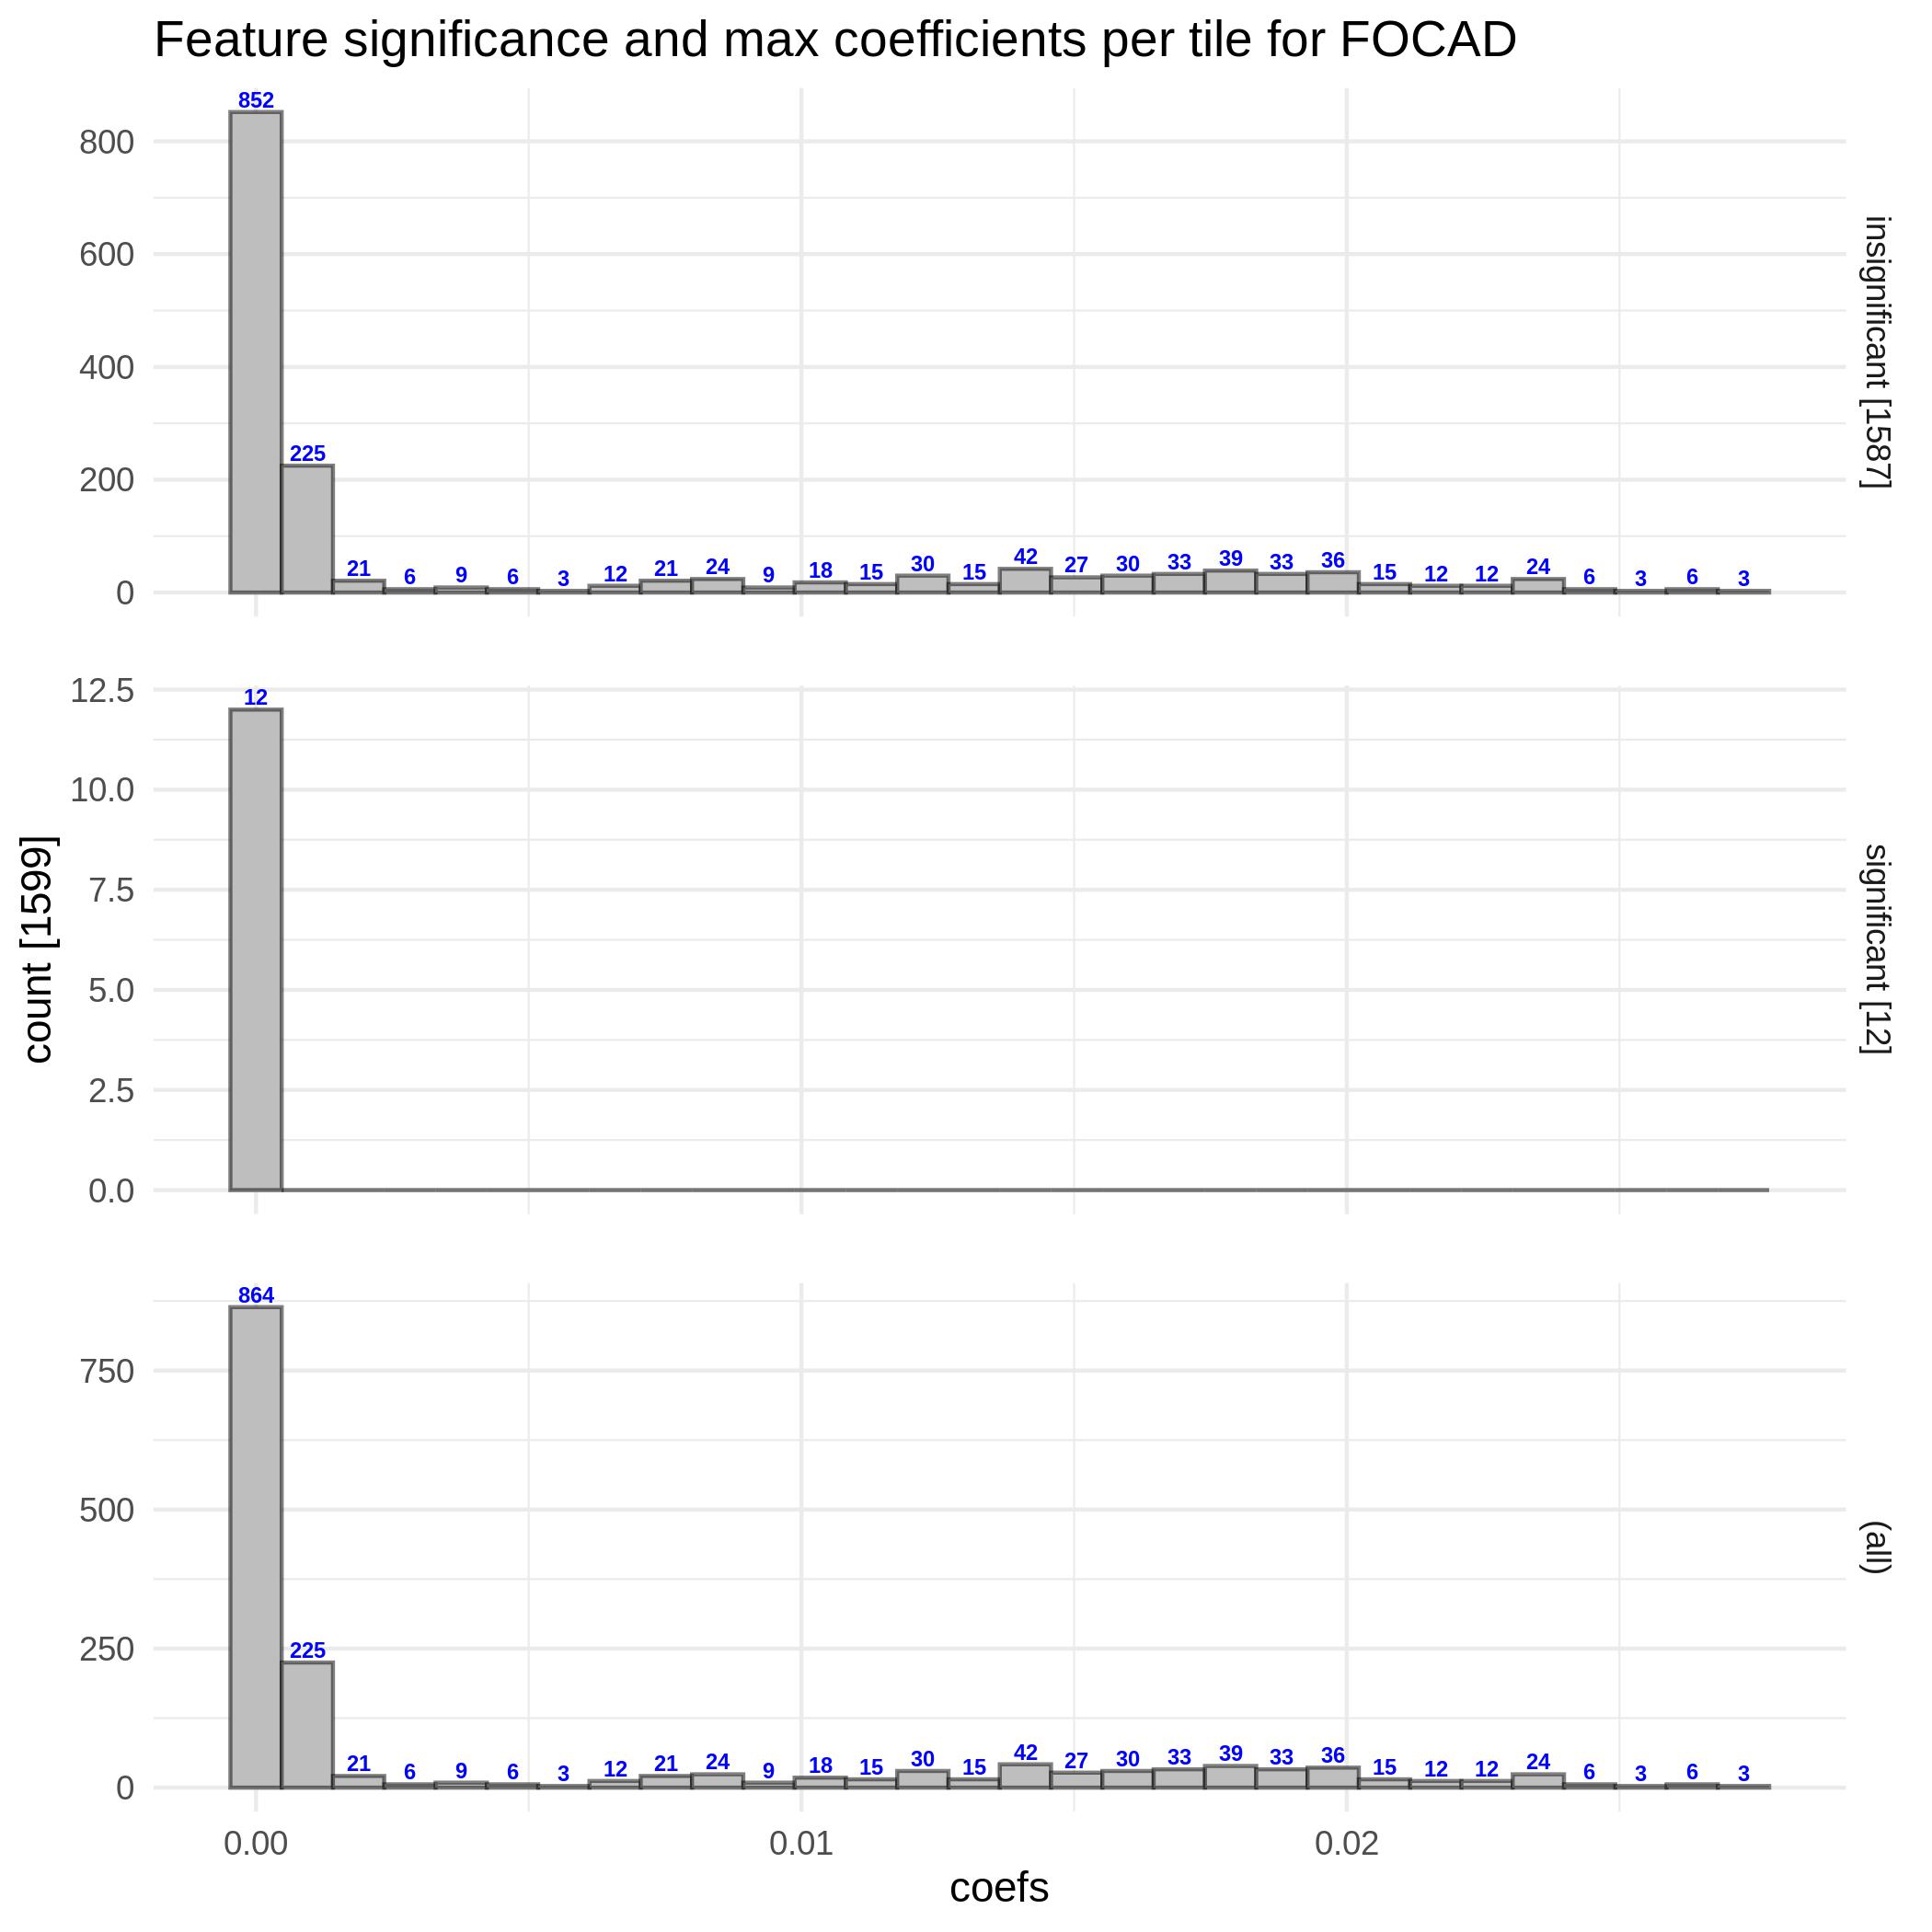 Feature significance and max coefficients per tile for FOCAD
count [1599]
852
800
600
400
200
0
225 21 6 9 6 3 12 21 24 9 18 15 30 15 42 27 30 33 39 33 36 15 12 12 24 6 3 6 3
insignificant [1587]
12.5
12
10.0
7.5
5.0
2.5
0.0
significant [12]
864
750
500
250
0
225 21 6 9 6 3 12 21 24 9 18 15 30 15 42 27 30 33 39 33 36 15 12 12 24 6 3 6 3
(all)
0.00 0.01 0.02
coefs